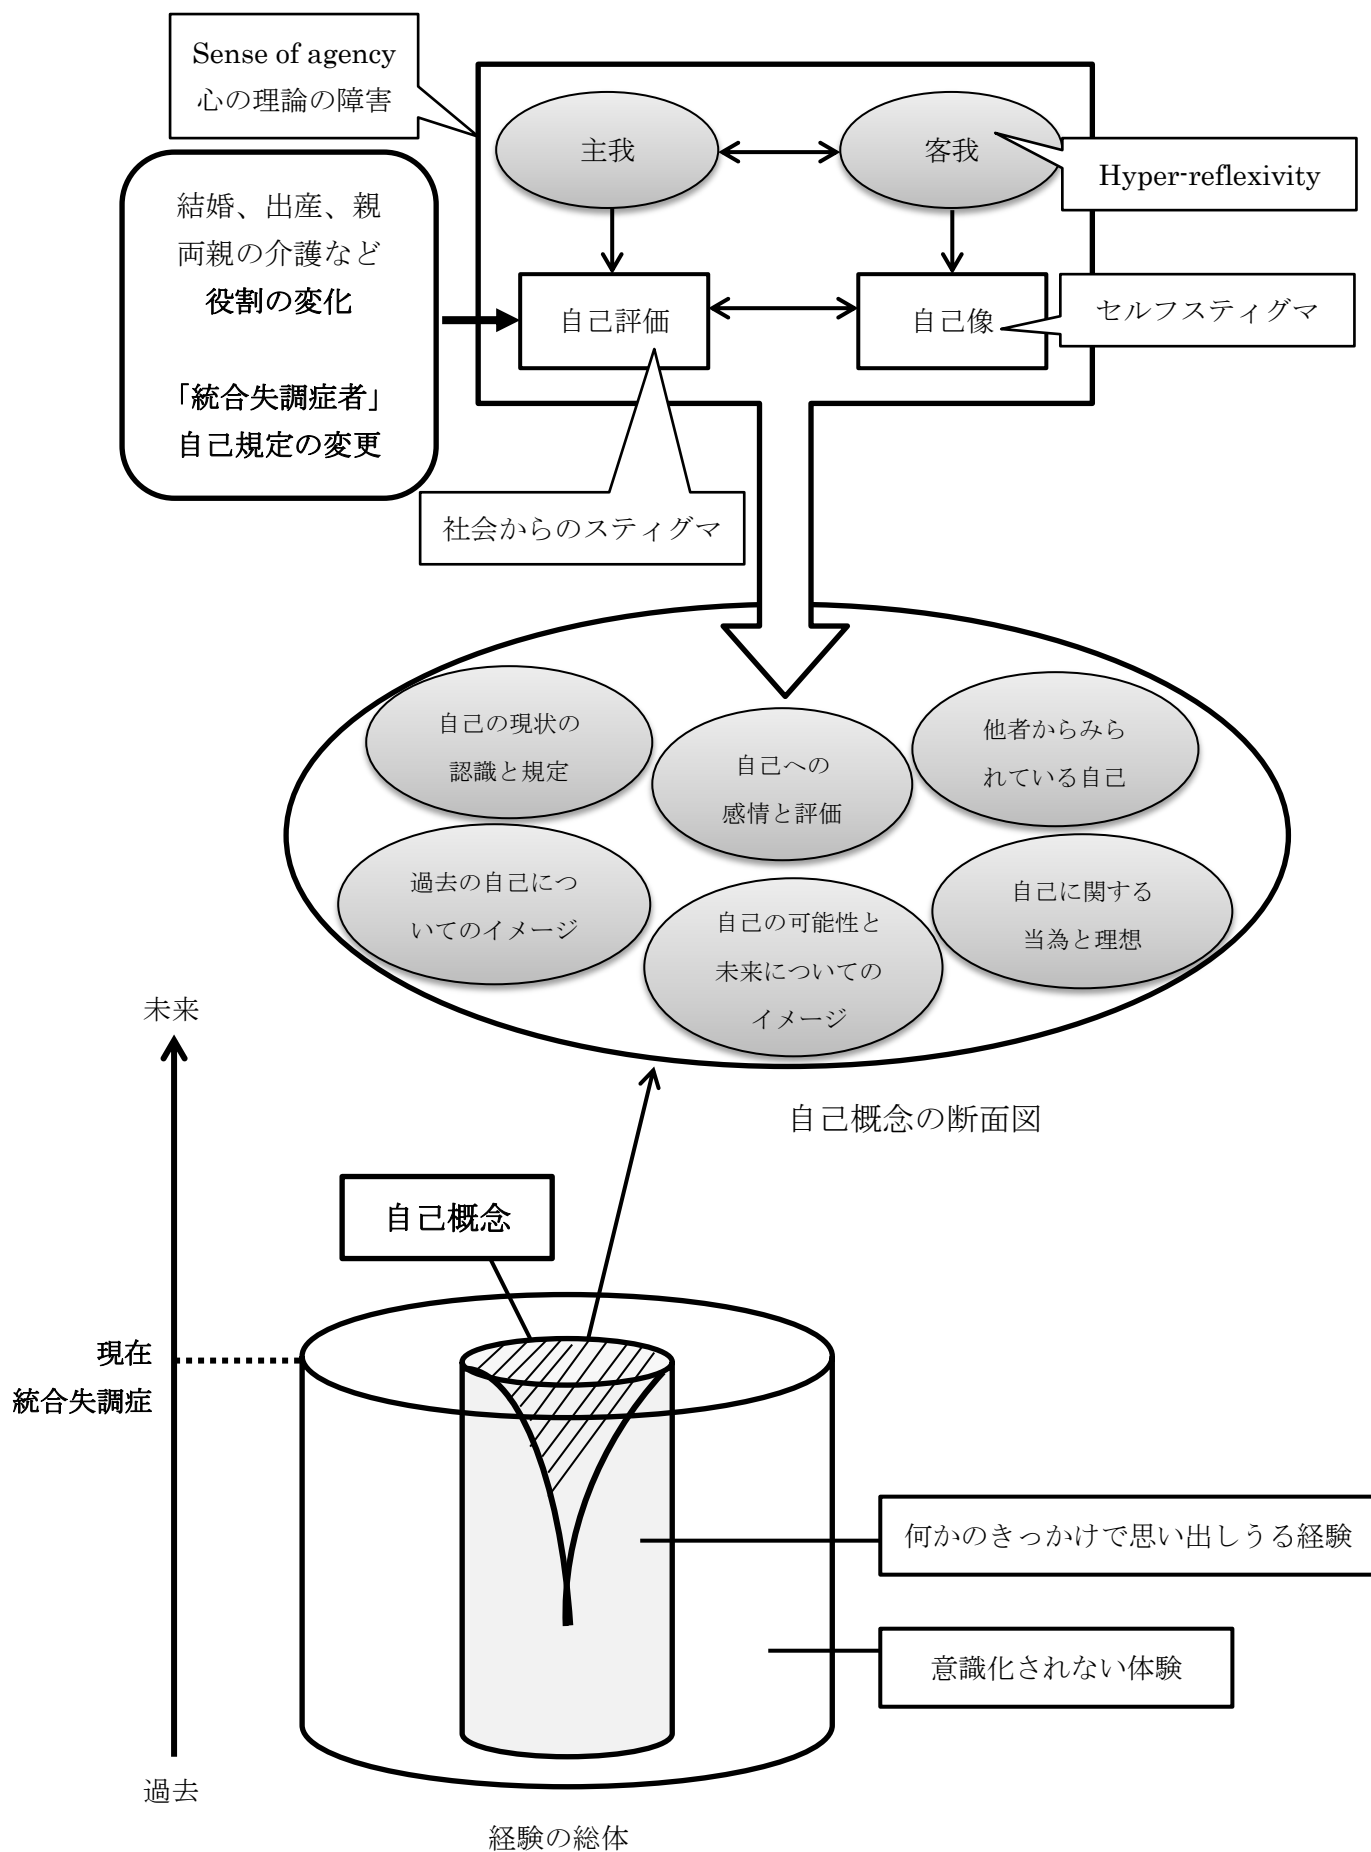 Sense of agency
心の理論の障害
主我
客我
Hyper-reflexivity
結婚、出産、親
両親の介護など
役割の変化
「統合失調症者」
自己規定の変更
自己評価
自己像
セルフスティグマ
社会からのスティグマ
自己の現状の
認識と規定
自己への
感情と評価
他者からみら
れている自己
過去の自己につ
いてのイメージ
自己の可能性と
未来についての
イメージ
自己に関する
当為と理想
自己概念の断面図
未来
自己概念
現在
統合失調症
何かのきっかけで思い出しうる経験
意識化されない体験
過去
経験の総体